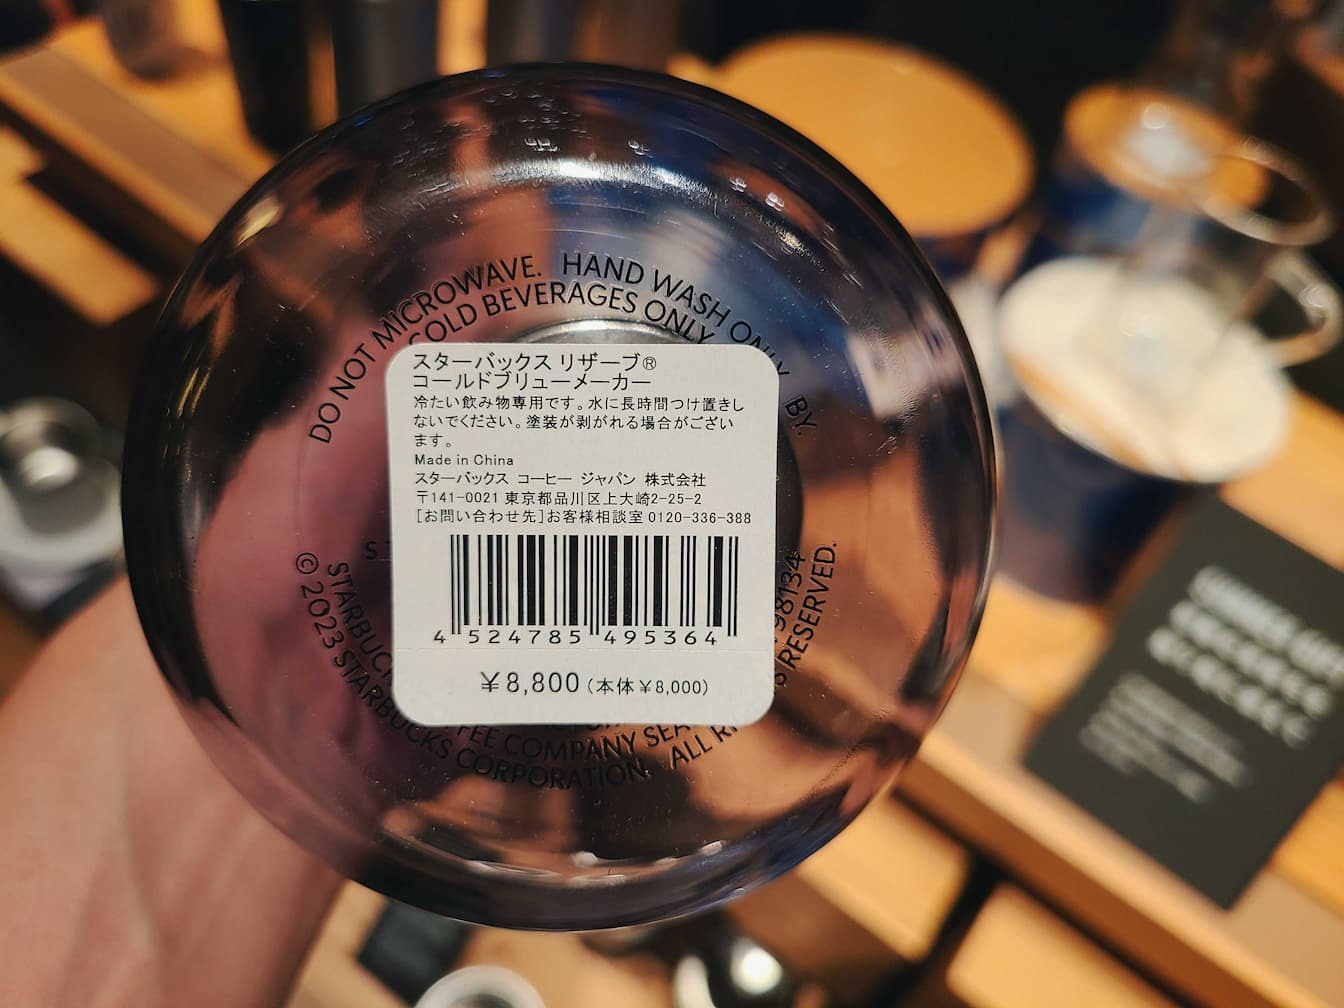 DO NOT MICROWAVE. HAND WASH ONLY. BY.
COLD BEVERAGES ONLY
スターバックス リザーブ®
コールドブリューメーカー
冷たい飲み物専用です。水に長時間つけ置きし
ないでください。塗装が剥がれる場合がござい
ます。
Made in China
スターバックス コーヒー ジャパン 株式会社
〒141-0021 東京都品川区上大崎2-25-2
[お問い合わせ先]お客様相談室 0120-336-388
4 524785 495364
¥8,800 (本体 ¥8,000)
98134
© 2023 STARBUCKS CORPORATION. ALL RESERVED.
COMPANY